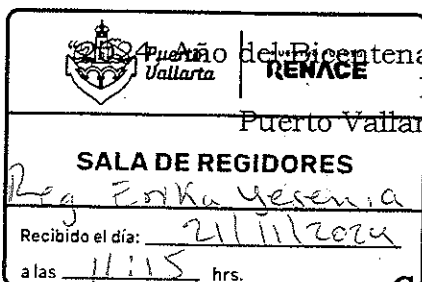 "2024, Año del Bicentena
Puerto
Vallarta
RENACE
Puerto Vallar
SALA DE REGIDORES
Reg Erika Yesenia
Recibido el día: 21/11/2024
a las 11:15 hrs.